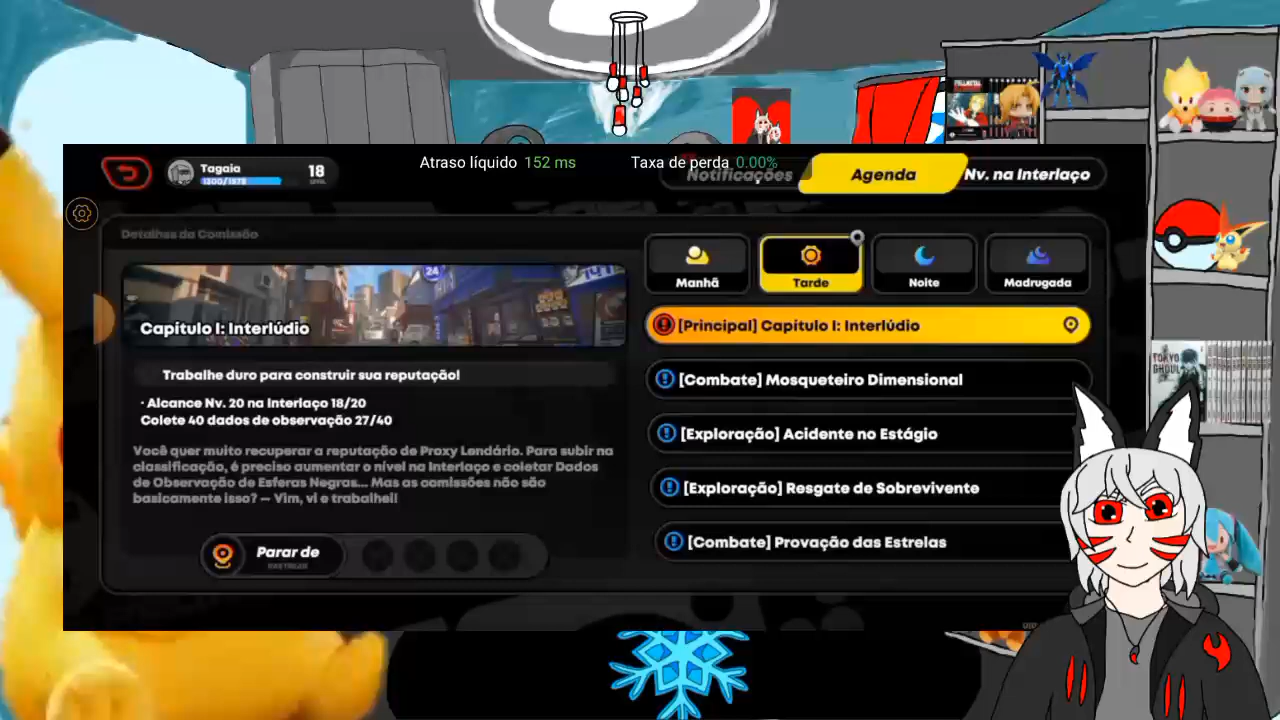 Atraso líquido 152 ms
Taxa de perda 0.00%
Tagaia
1300/1375
18
Notificações
Agenda
Nv. na Interlaço
Detalhes da Comissão
Capítulo I: Interlúdio
24
Trabalhe duro para construir sua reputação!
· Alcance Nv. 20 na Interlaço 18/20
Colete 40 dados de observação 27/40
Você quer muito recuperar a reputação de Proxy Lendário. Para subir na
classificação, é preciso aumentar o nível na Interlaço e coletar Dados
de Observação de Esferas Negras... Mas as comissões não são
basicamente isso? — Vim, vi e trabalhei!
Parar de
RASTREAR
Manhã
Tarde
Noite
Madrugada
[Principal] Capítulo I: Interlúdio
[Combate] Mosqueteiro Dimensional
[Exploração] Acidente no Estágio
[Exploração] Resgate de Sobrevivente
[Combate] Provação das Estrelas
TOKYO
GHOUL